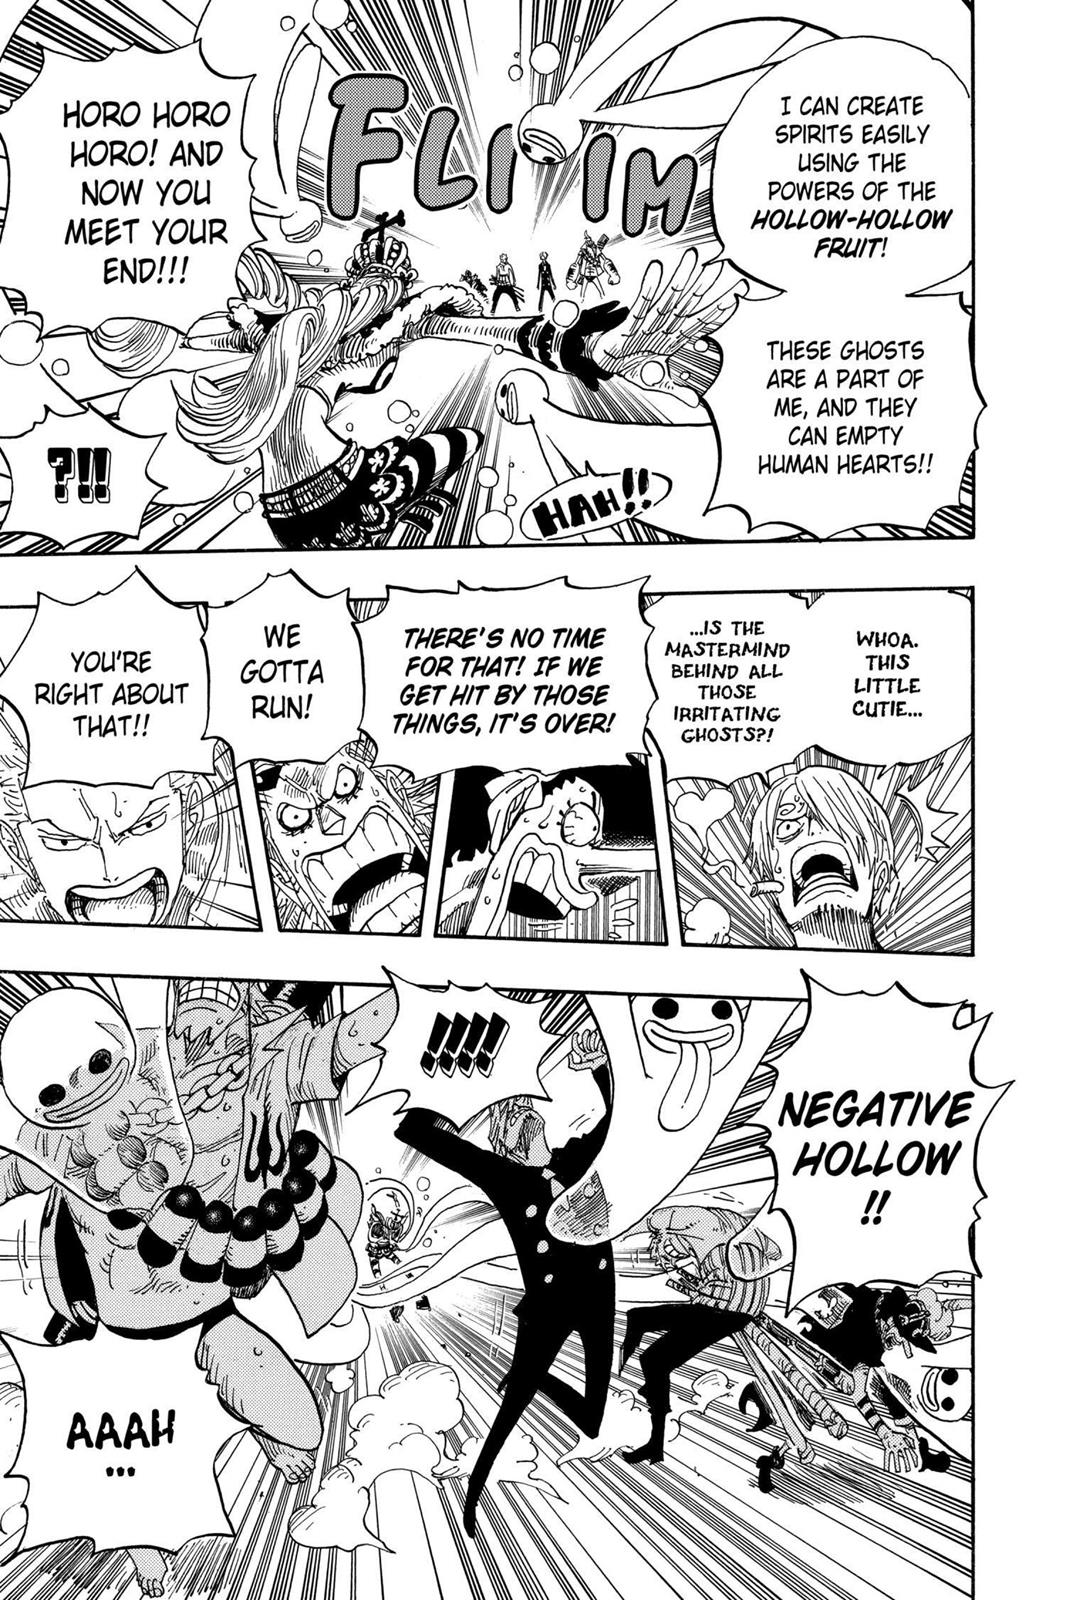 I CAN CREATE
SPIRITS EASILY
USING THE
POWERS OF THE
HOLLOW-HOLLOW
FRUIT!
THESE GHOSTS
ARE A PART OF
ME, AND THEY
CAN EMPTY
HUMAN HEARTS!!
FLIIIM
HAH!!
HORO HORO
HORO! AND
NOW YOU
MEET YOUR
END!!!
?!!
WHOA.
THIS
LITTLE
CUTIE...
...IS THE
MASTERMIND
BEHIND ALL
THOSE
IRRITATING
GHOSTS?!
THERE'S NO TIME
FOR THAT! IF WE
GET HIT BY THOSE
THINGS, IT'S OVER!
WE
GOTTA
RUN!
YOU'RE
RIGHT ABOUT
THAT!!
NEGATIVE
HOLLOW
!!
!!!!!
AAAH
...